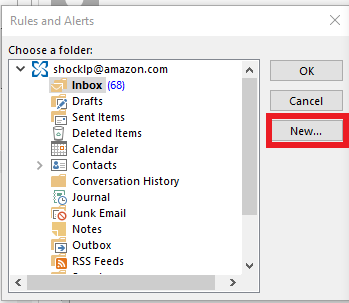 Rules and Alerts
Choose a folder:
shocklp@amazon.com
Inbox (68)
Drafts
Sent Items
Deleted Items
Calendar
Contacts
Conversation History
Journal
Junk Email
Notes
Outbox
RSS Feeds
OK
Cancel
New...